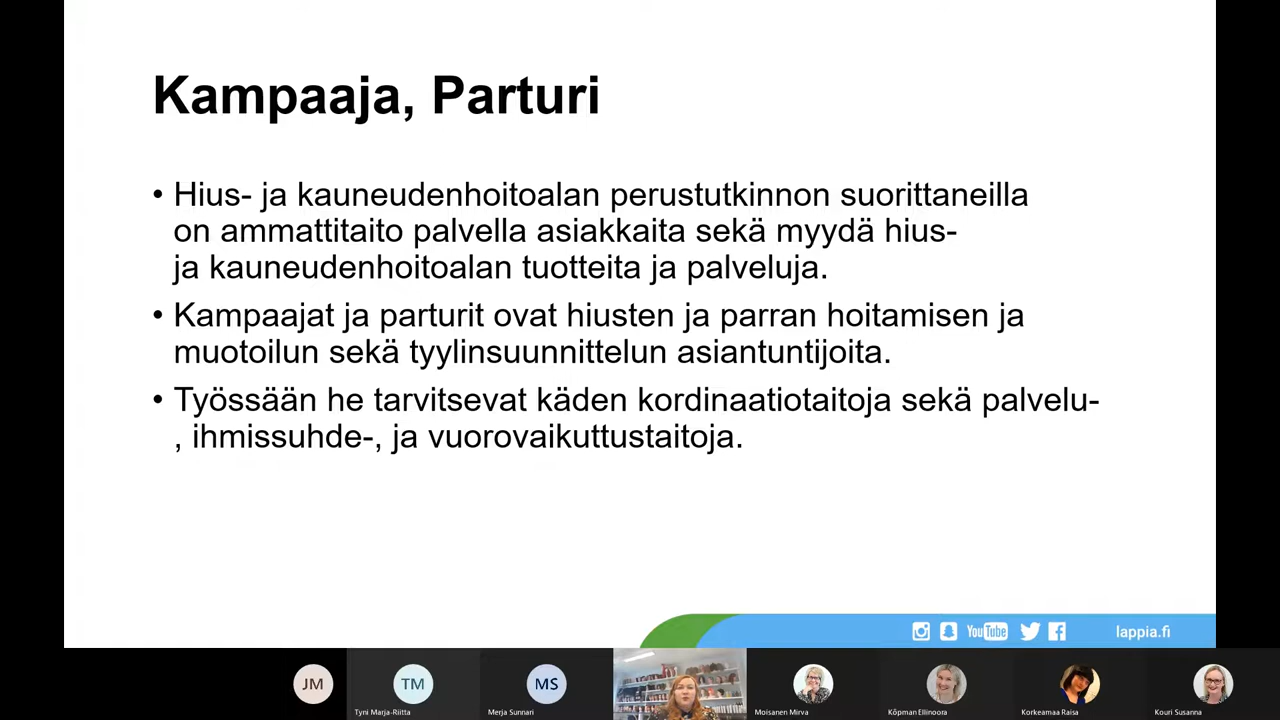 Kampaaja, Parturi
• Hius- ja kauneudenhoitoalan perustutkinnon suorittaneilla
on ammattitaito palvella asiakkaita sekä myydä hius-
ja kauneudenhoitoalan tuotteita ja palveluja.
• Kampaajat ja parturit ovat hiusten ja parran hoitamisen ja
muotoilun sekä tyylinsuunnittelun asiantuntijoita.
• Työssään he tarvitsevat käden kordinaatiotaitoja sekä palvelu-
, ihmissuhde-, ja vuorovaikuttustaitoja.
YouTube
lappia.fi
JM
TM
MS
Tyni Marja-Riitta
Merja Sunnari
Moisanen Mirva
Köpman Ellinoora
Korkeamaa Raisa
Kouri Susanna